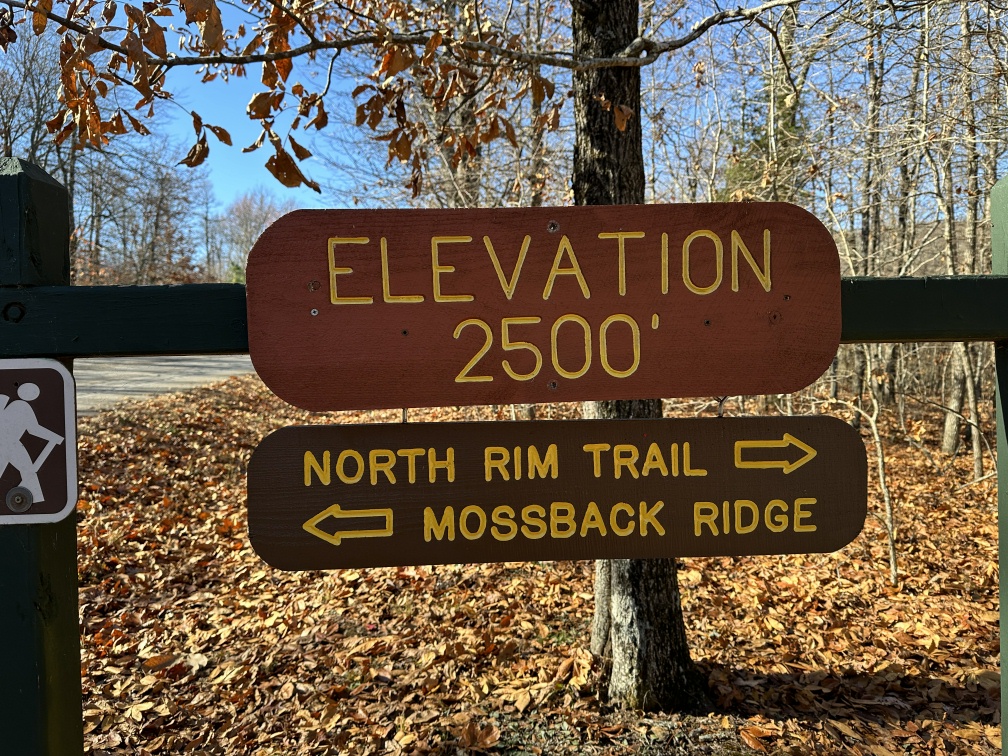 ELEVATION
2500'
NORTH RIM TRAIL
MOSSBACK RIDGE